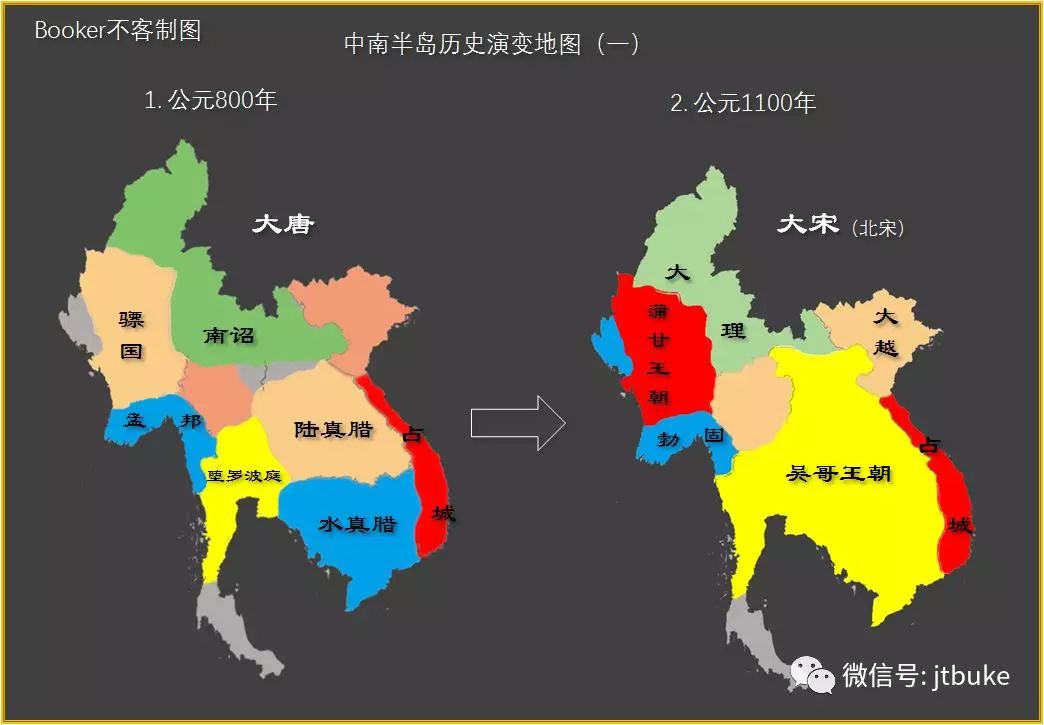 Booker不客制图
中南半岛历史演变地图（一）
1. 公元800年
2. 公元1100年
大唐
骠国
南诏
孟邦
陆真腊
占城
堕罗波底
水真腊
大宋（北宋）
大理
蒲甘王朝
大越
勃固
吴哥王朝
占城
微信号: jtbuke